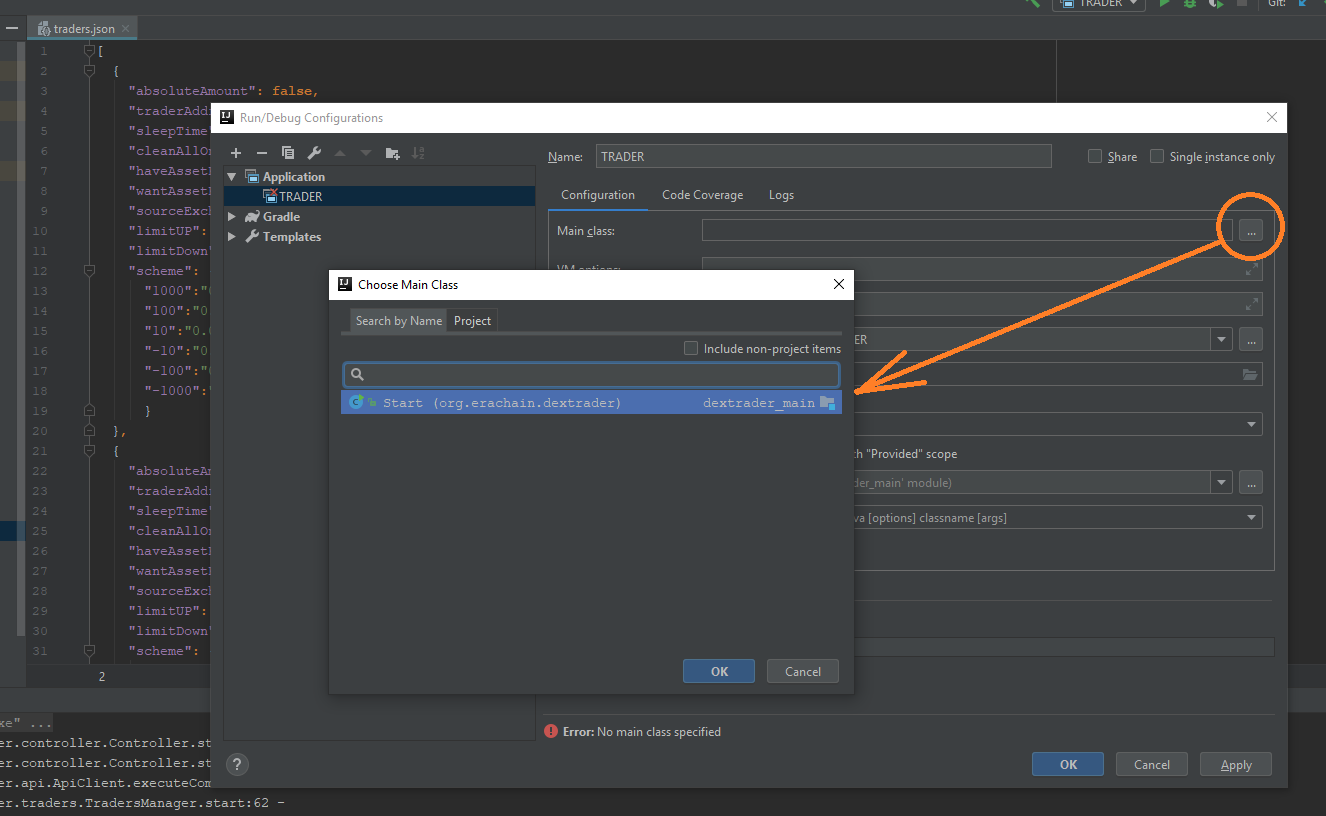 TRADER
Git:
traders.json
1 [
2 {
3 "absoluteAmount": false,
4 "traderAdd
5 "sleepTime"
6 "cleanAllO
7 "haveAsset
8 "wantAsset
9 "sourceExc
10 "limitUP":
11 "limitDown"
12 "scheme":
13 "1000":"
14 "100":"0
15 "10":"0.
16 "-10":"0
17 "-100":"
18 "-1000":"
19 }
20 },
21 {
22 "absoluteA
23 "traderAdd
24 "sleepTime"
25 "cleanAllO
26 "haveAsset
27 "wantAsset
28 "sourceExc
29 "limitUP":
30 "limitDown"
31 "scheme":
2
xe" ...
er.controller.Controller.st
er.controller.Controller.st
er.api.ApiClient.executeCom
er.traders.TradersManager.start:62 -
Run/Debug Configurations
Application
TRADER
Gradle
Templates
Name: TRADER
Share
Single instance only
Configuration Code Coverage Logs
Main class: ...
VM options:
ER ...
th "Provided" scope
der_main' module) ...
va [options] classname [args]
Error: No main class specified
?
OK Cancel Apply
Choose Main Class
Search by Name Project
Include non-project items
Start (org.erachain.dextrader) dextrader_main
OK Cancel